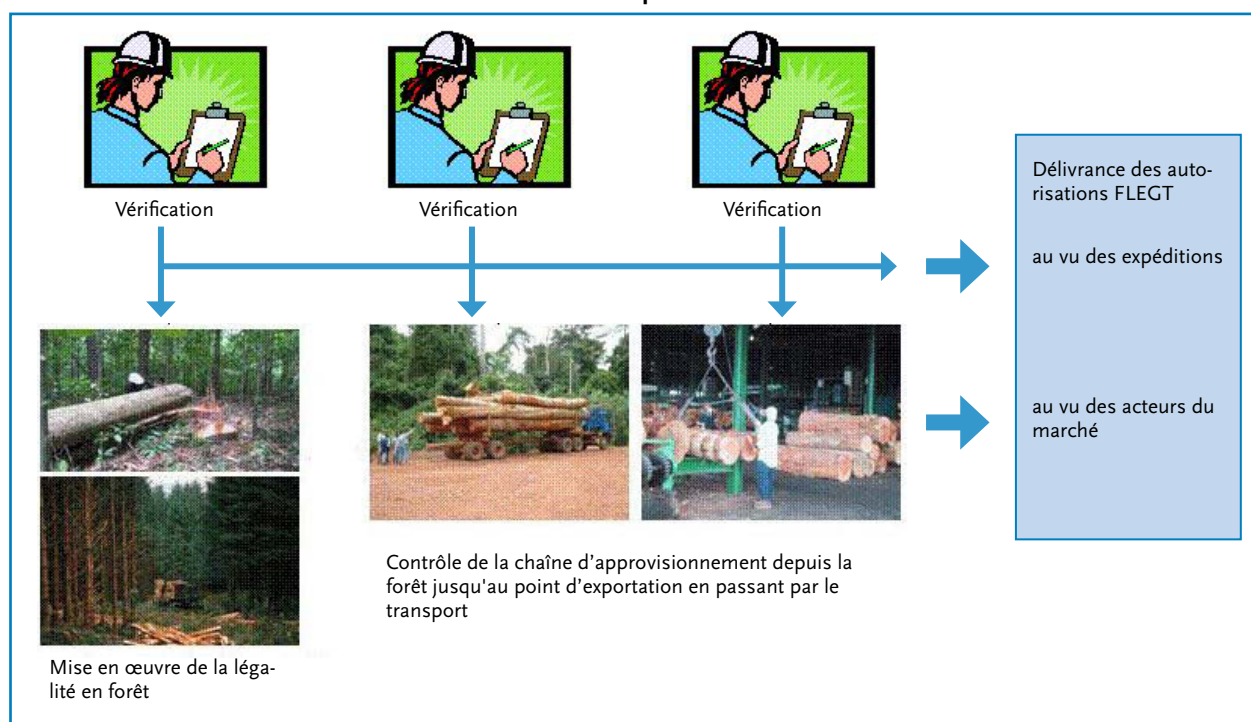 Vérification
Vérification
Vérification
Délivrance des auto-
risations FLEGT
au vu des expéditions
au vu des acteurs du
marché
Contrôle de la chaîne d’approvisionnement depuis la
forêt jusqu'au point d’exportation en passant par le
transport
Mise en œuvre de la léga-
lité en forêt